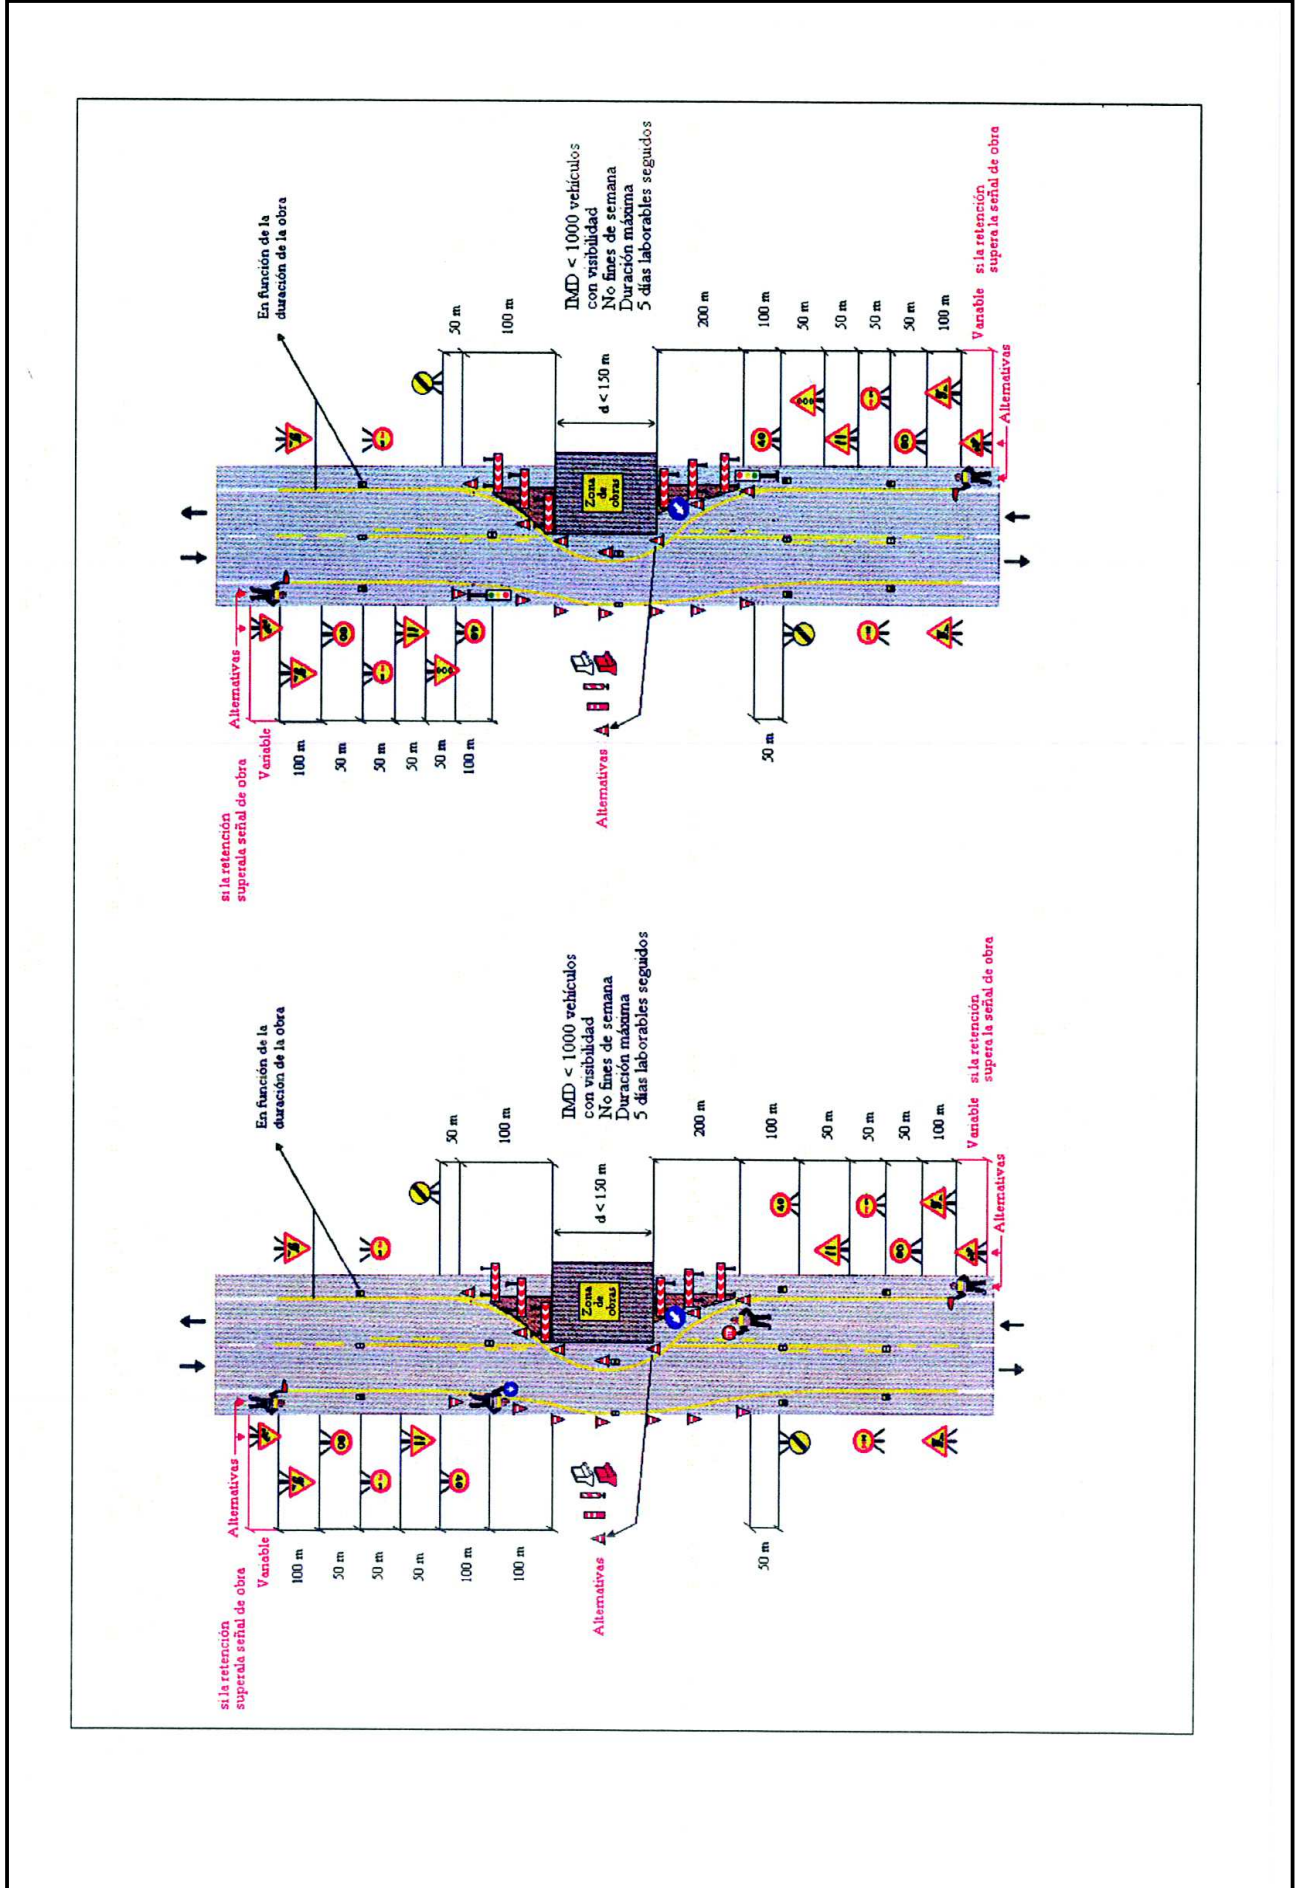 si la retención
superala señal de obra
Alternativas
Variable
100 m
50 m
50 m
50 m
100 m
100 m
40
En función de la
duración de la obra
50 m
100 m
IMD < 1000 vehículos
con visibilidad
No fines de semana
Duración máxima
5 días laborables seguidos
d < 150 m
Zona
de
obras
Alternativas
200 m
50 m
100 m
50 m
50 m
50 m
100 m
40
Variable
si la retención
supera la señal de obra
Alternativas
si la retención
superala señal de obra
Alternativas
Variable
100 m
50 m
50 m
50 m
50 m
100 m
40
En función de la
duración de la obra
50 m
100 m
IMD < 1000 vehículos
con visibilidad
No fines de semana
Duración máxima
5 días laborables seguidos
d < 150 m
Zona
de
obras
Alternativas
200 m
50 m
100 m
50 m
50 m
50 m
50 m
100 m
40
Variable
si la retención
supera la señal de obra
Alternativas